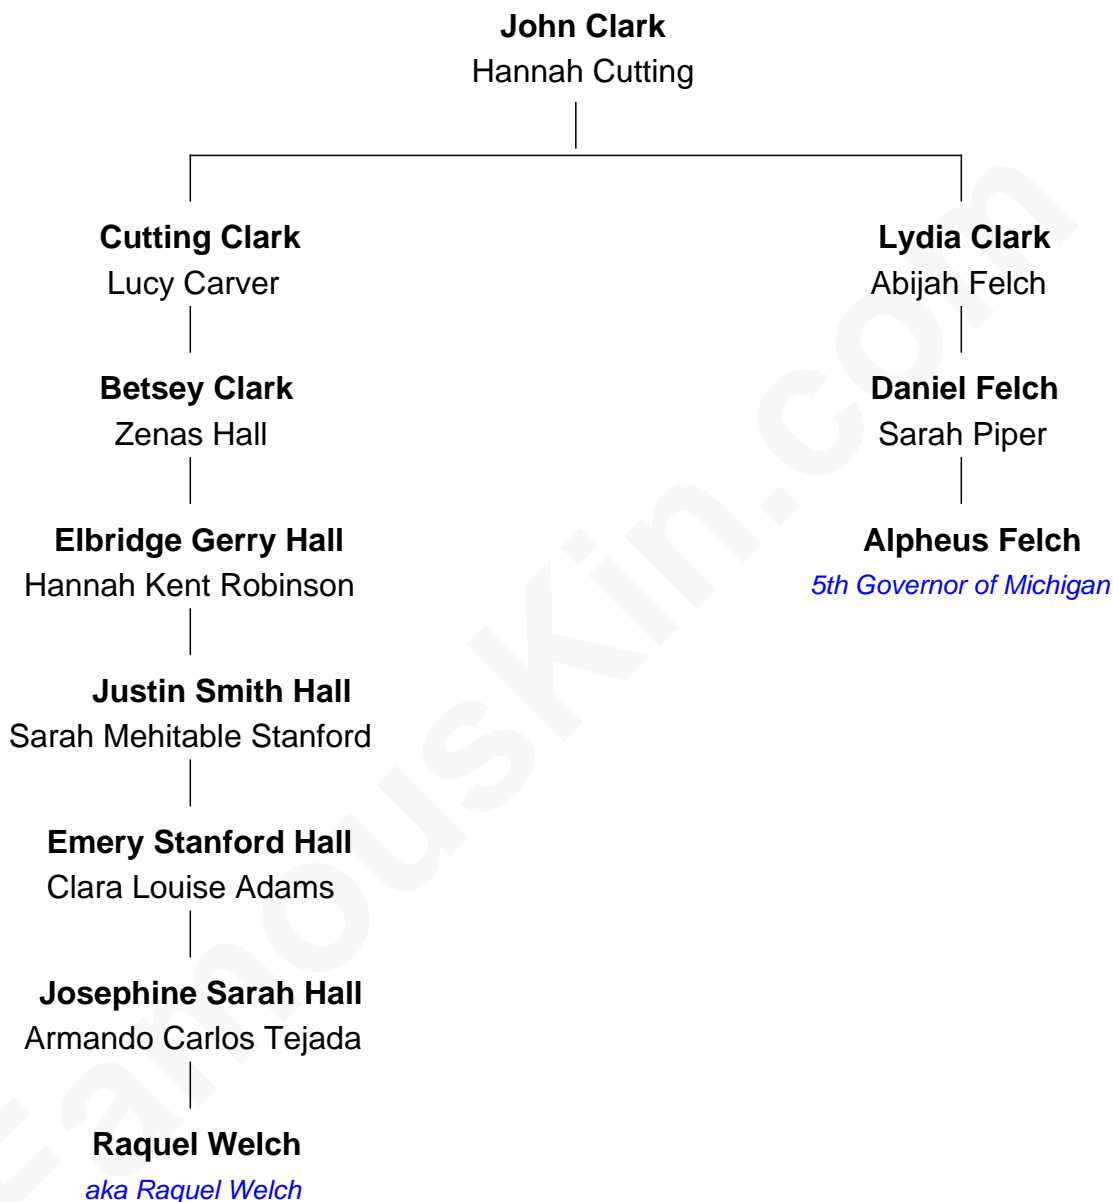 John Clark
Hannah Cutting
Cutting Clark
Lucy Carver
Lydia Clark
Abijah Felch
Betsey Clark
Zenas Hall
Daniel Felch
Sarah Piper
Elbridge Gerry Hall
Hannah Kent Robinson
Alpheus Felch
5th Governor of Michigan
Justin Smith Hall
Sarah Mehitable Stanford
Emery Stanford Hall
Clara Louise Adams
Josephine Sarah Hall
Armando Carlos Tejada
Raquel Welch
aka Raquel Welch
FamousKin.com